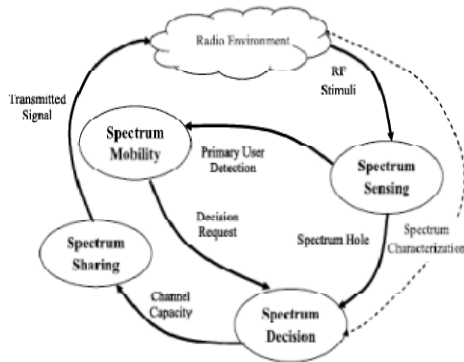 Radio Environment
Transmitted
Signal
RF
Stimuli
Spectrum
Mobility
Primary User
Detection
Spectrum
Sensing
Decision
Request
Spectrum Hole
Spectrum
Characterization
Spectrum
Sharing
Channel
Capacity
Spectrum
Decision